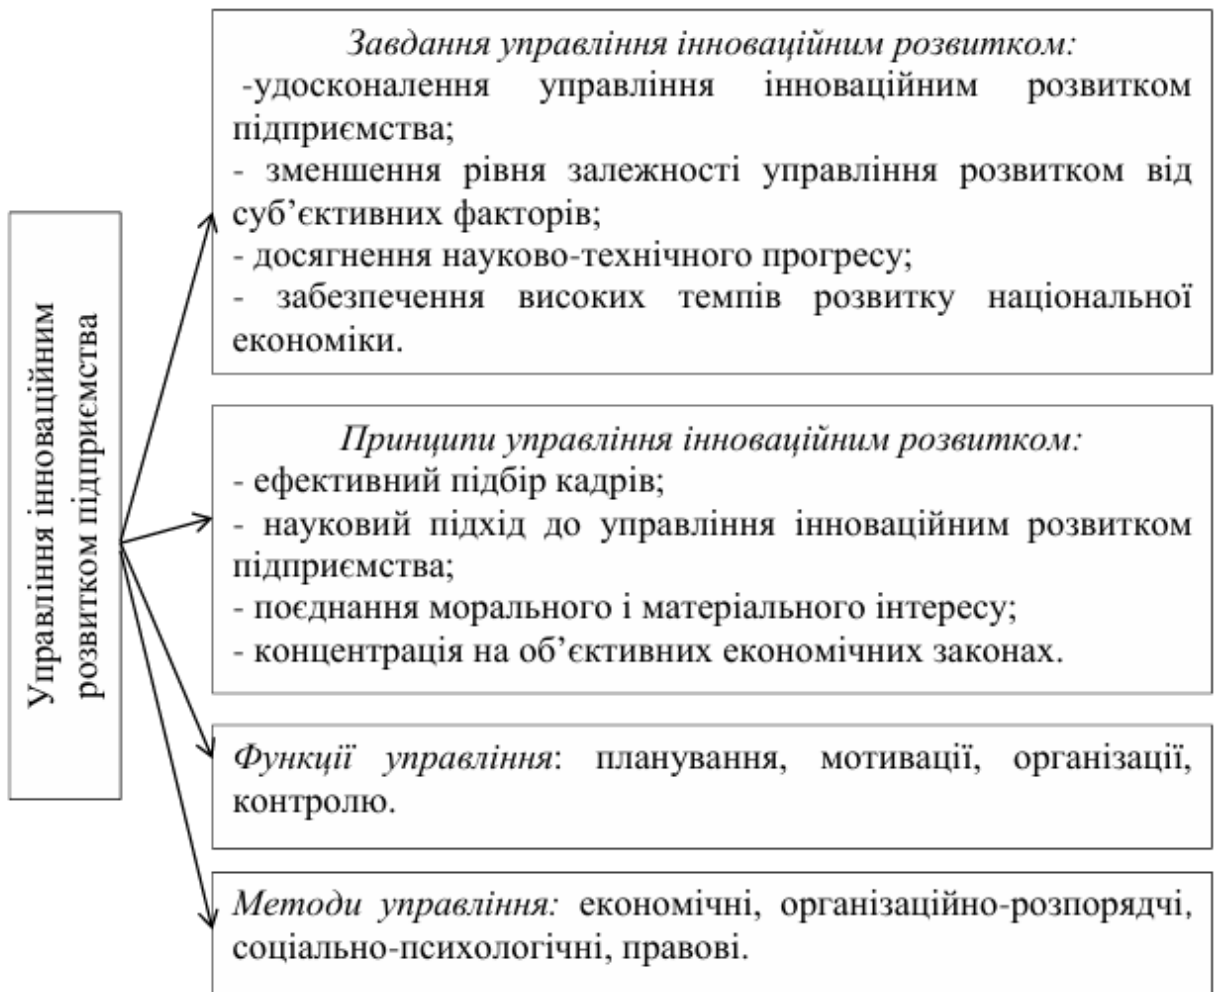 Управління інноваційним
розвитком підприємства
Завдання управління інноваційним розвитком:
-удосконалення управління інноваційним розвитком
підприємства;
- зменшення рівня залежності управління розвитком від
суб’єктивних факторів;
- досягнення науково-технічного прогресу;
- забезпечення високих темпів розвитку національної
економіки.
Принципи управління інноваційним розвитком:
- ефективний підбір кадрів;
- науковий підхід до управління інноваційним розвитком
підприємства;
- поєднання морального і матеріального інтересу;
- концентрація на об’єктивних економічних законах.
Функції управління: планування, мотивації, організації,
контролю.
Методи управління: економічні, організаційно-розпорядчі,
соціально-психологічні, правові.